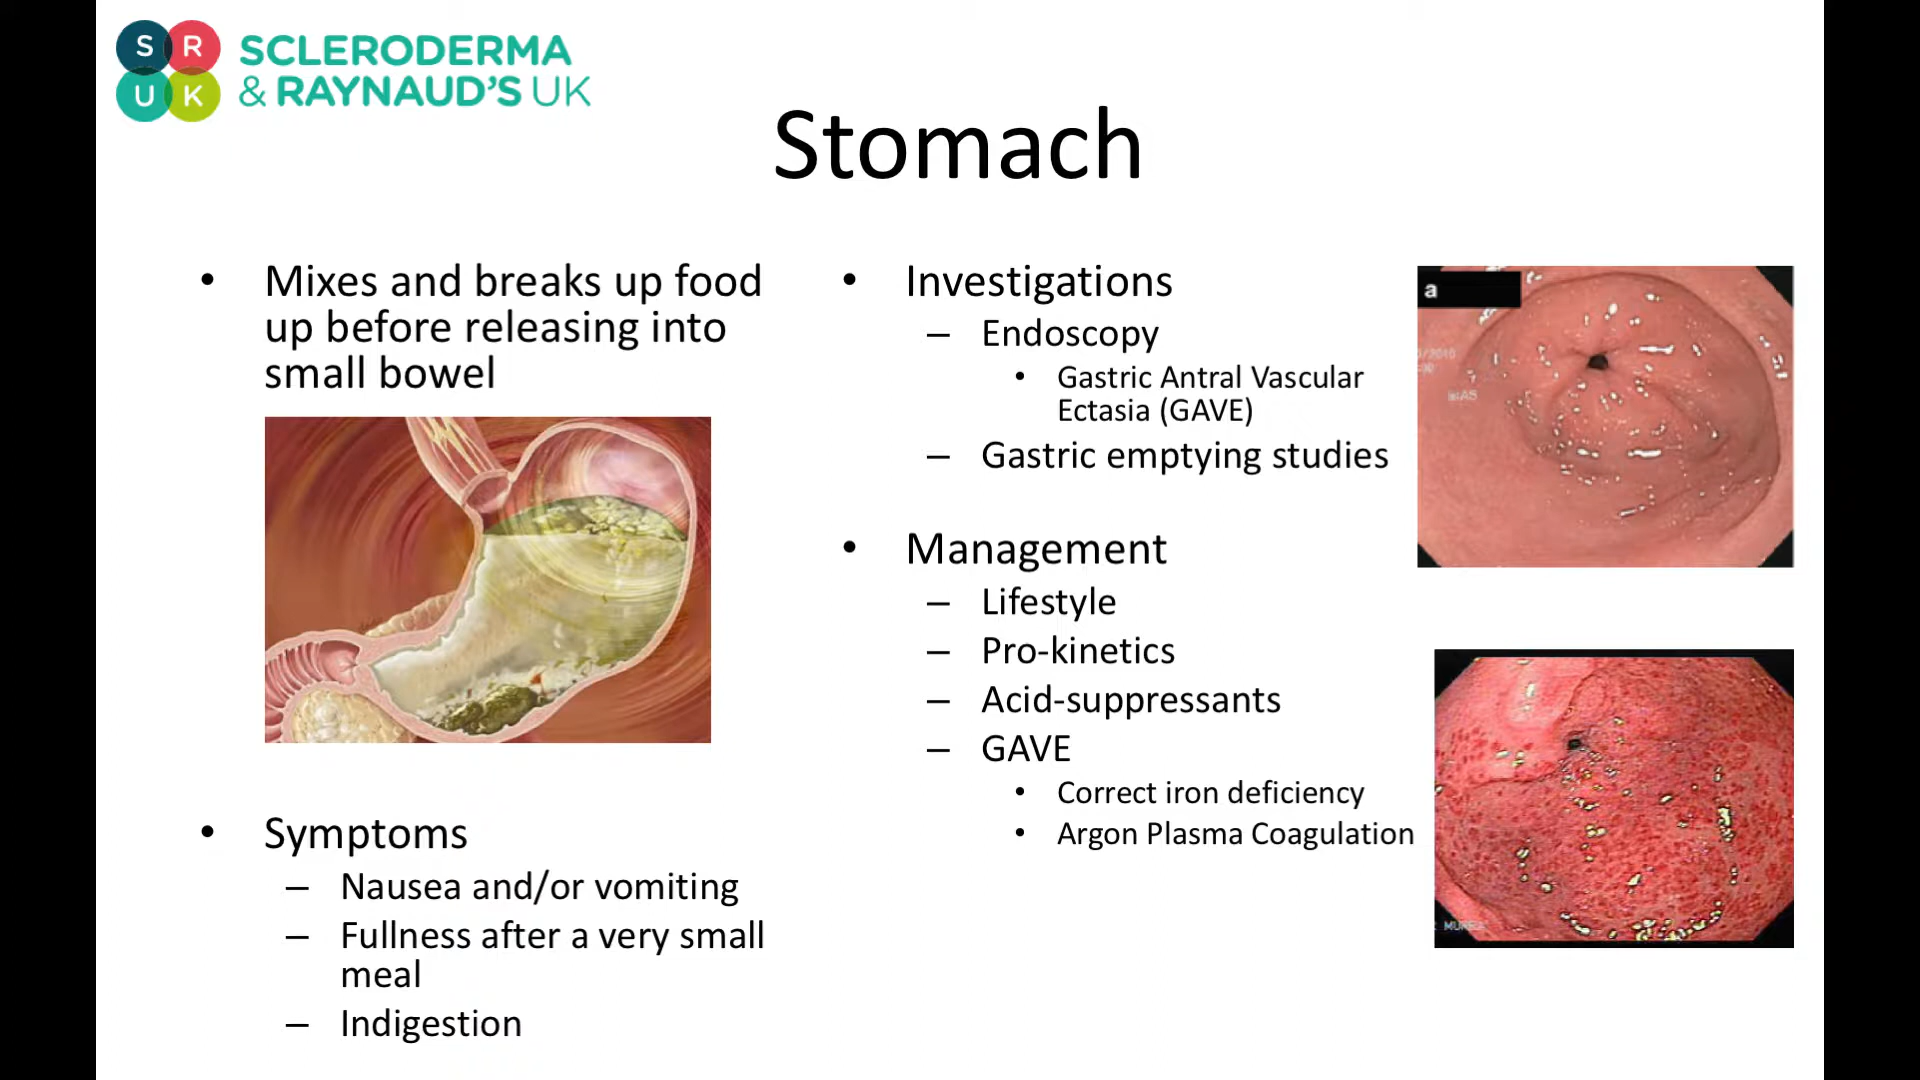 S R
SCLERODERMA
U K
& RAYNAUD'S UK
Stomach
• Mixes and breaks up food
up before releasing into
small bowel
• Symptoms
– Nausea and/or vomiting
– Fullness after a very small
meal
– Indigestion
• Investigations
– Endoscopy
• Gastric Antral Vascular
Ectasia (GAVE)
– Gastric emptying studies
• Management
– Lifestyle
– Pro-kinetics
– Acid-suppressants
– GAVE
• Correct iron deficiency
• Argon Plasma Coagulation
a